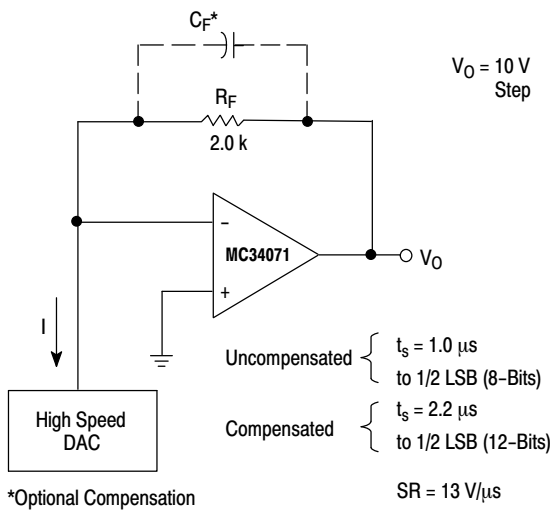 C_F*
V_O = 10 V
Step
R_F
2.0 k
–
MC34071
+
V_O
I
Uncompensated { t_s = 1.0 µs
to 1/2 LSB (8–Bits)
High Speed
DAC
Compensated { t_s = 2.2 µs
to 1/2 LSB (12–Bits)
*Optional Compensation
SR = 13 V/µs